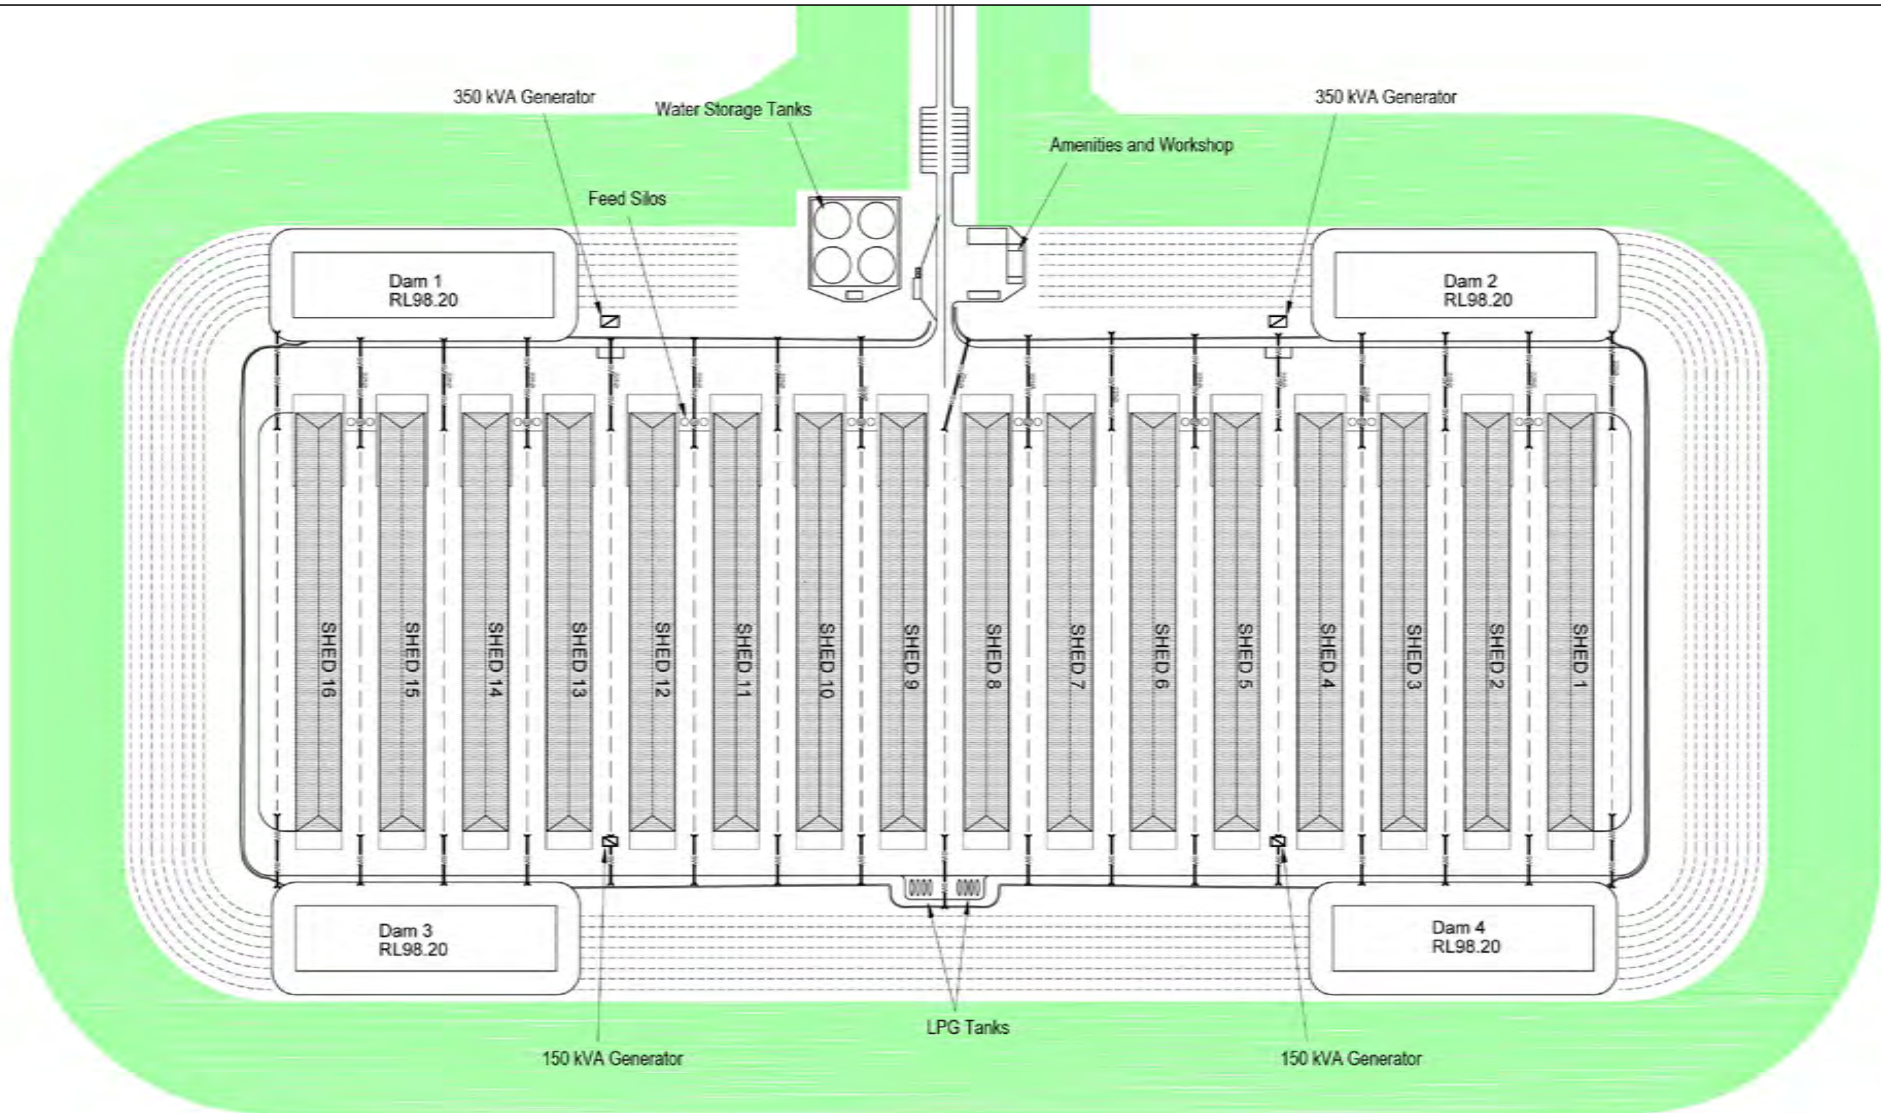 350 kVA Generator
Water Storage Tanks
350 kVA Generator
Amenities and Workshop
Feed Silos
Dam 1
RL98.20
Dam 2
RL98.20
SHED 16
SHED 15
SHED 14
SHED 13
SHED 12
SHED 11
SHED 10
SHED 9
SHED 8
SHED 7
SHED 6
SHED 5
SHED 4
SHED 3
SHED 2
SHED 1
Dam 3
RL98.20
Dam 4
RL98.20
LPG Tanks
150 kVA Generator
150 kVA Generator